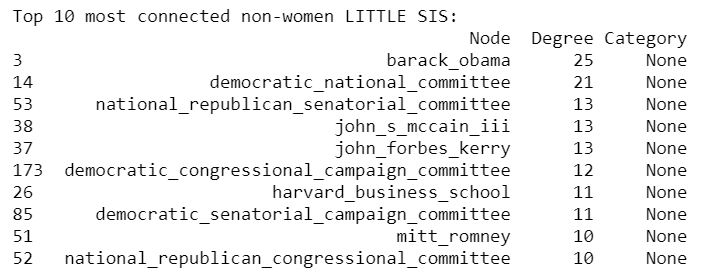 Top 10 most connected non-women LITTLE SIS:
Node Degree Category
3 barack_obama 25 None
14 democratic_national_committee 21 None
53 national_republican_senatorial_committee 13 None
38 john_s_mccain_iii 13 None
37 john_forbes_kerry 13 None
173 democratic_congressional_campaign_committee 12 None
26 harvard_business_school 11 None
85 democratic_senatorial_campaign_committee 11 None
51 mitt_romney 10 None
52 national_republican_congressional_committee 10 None